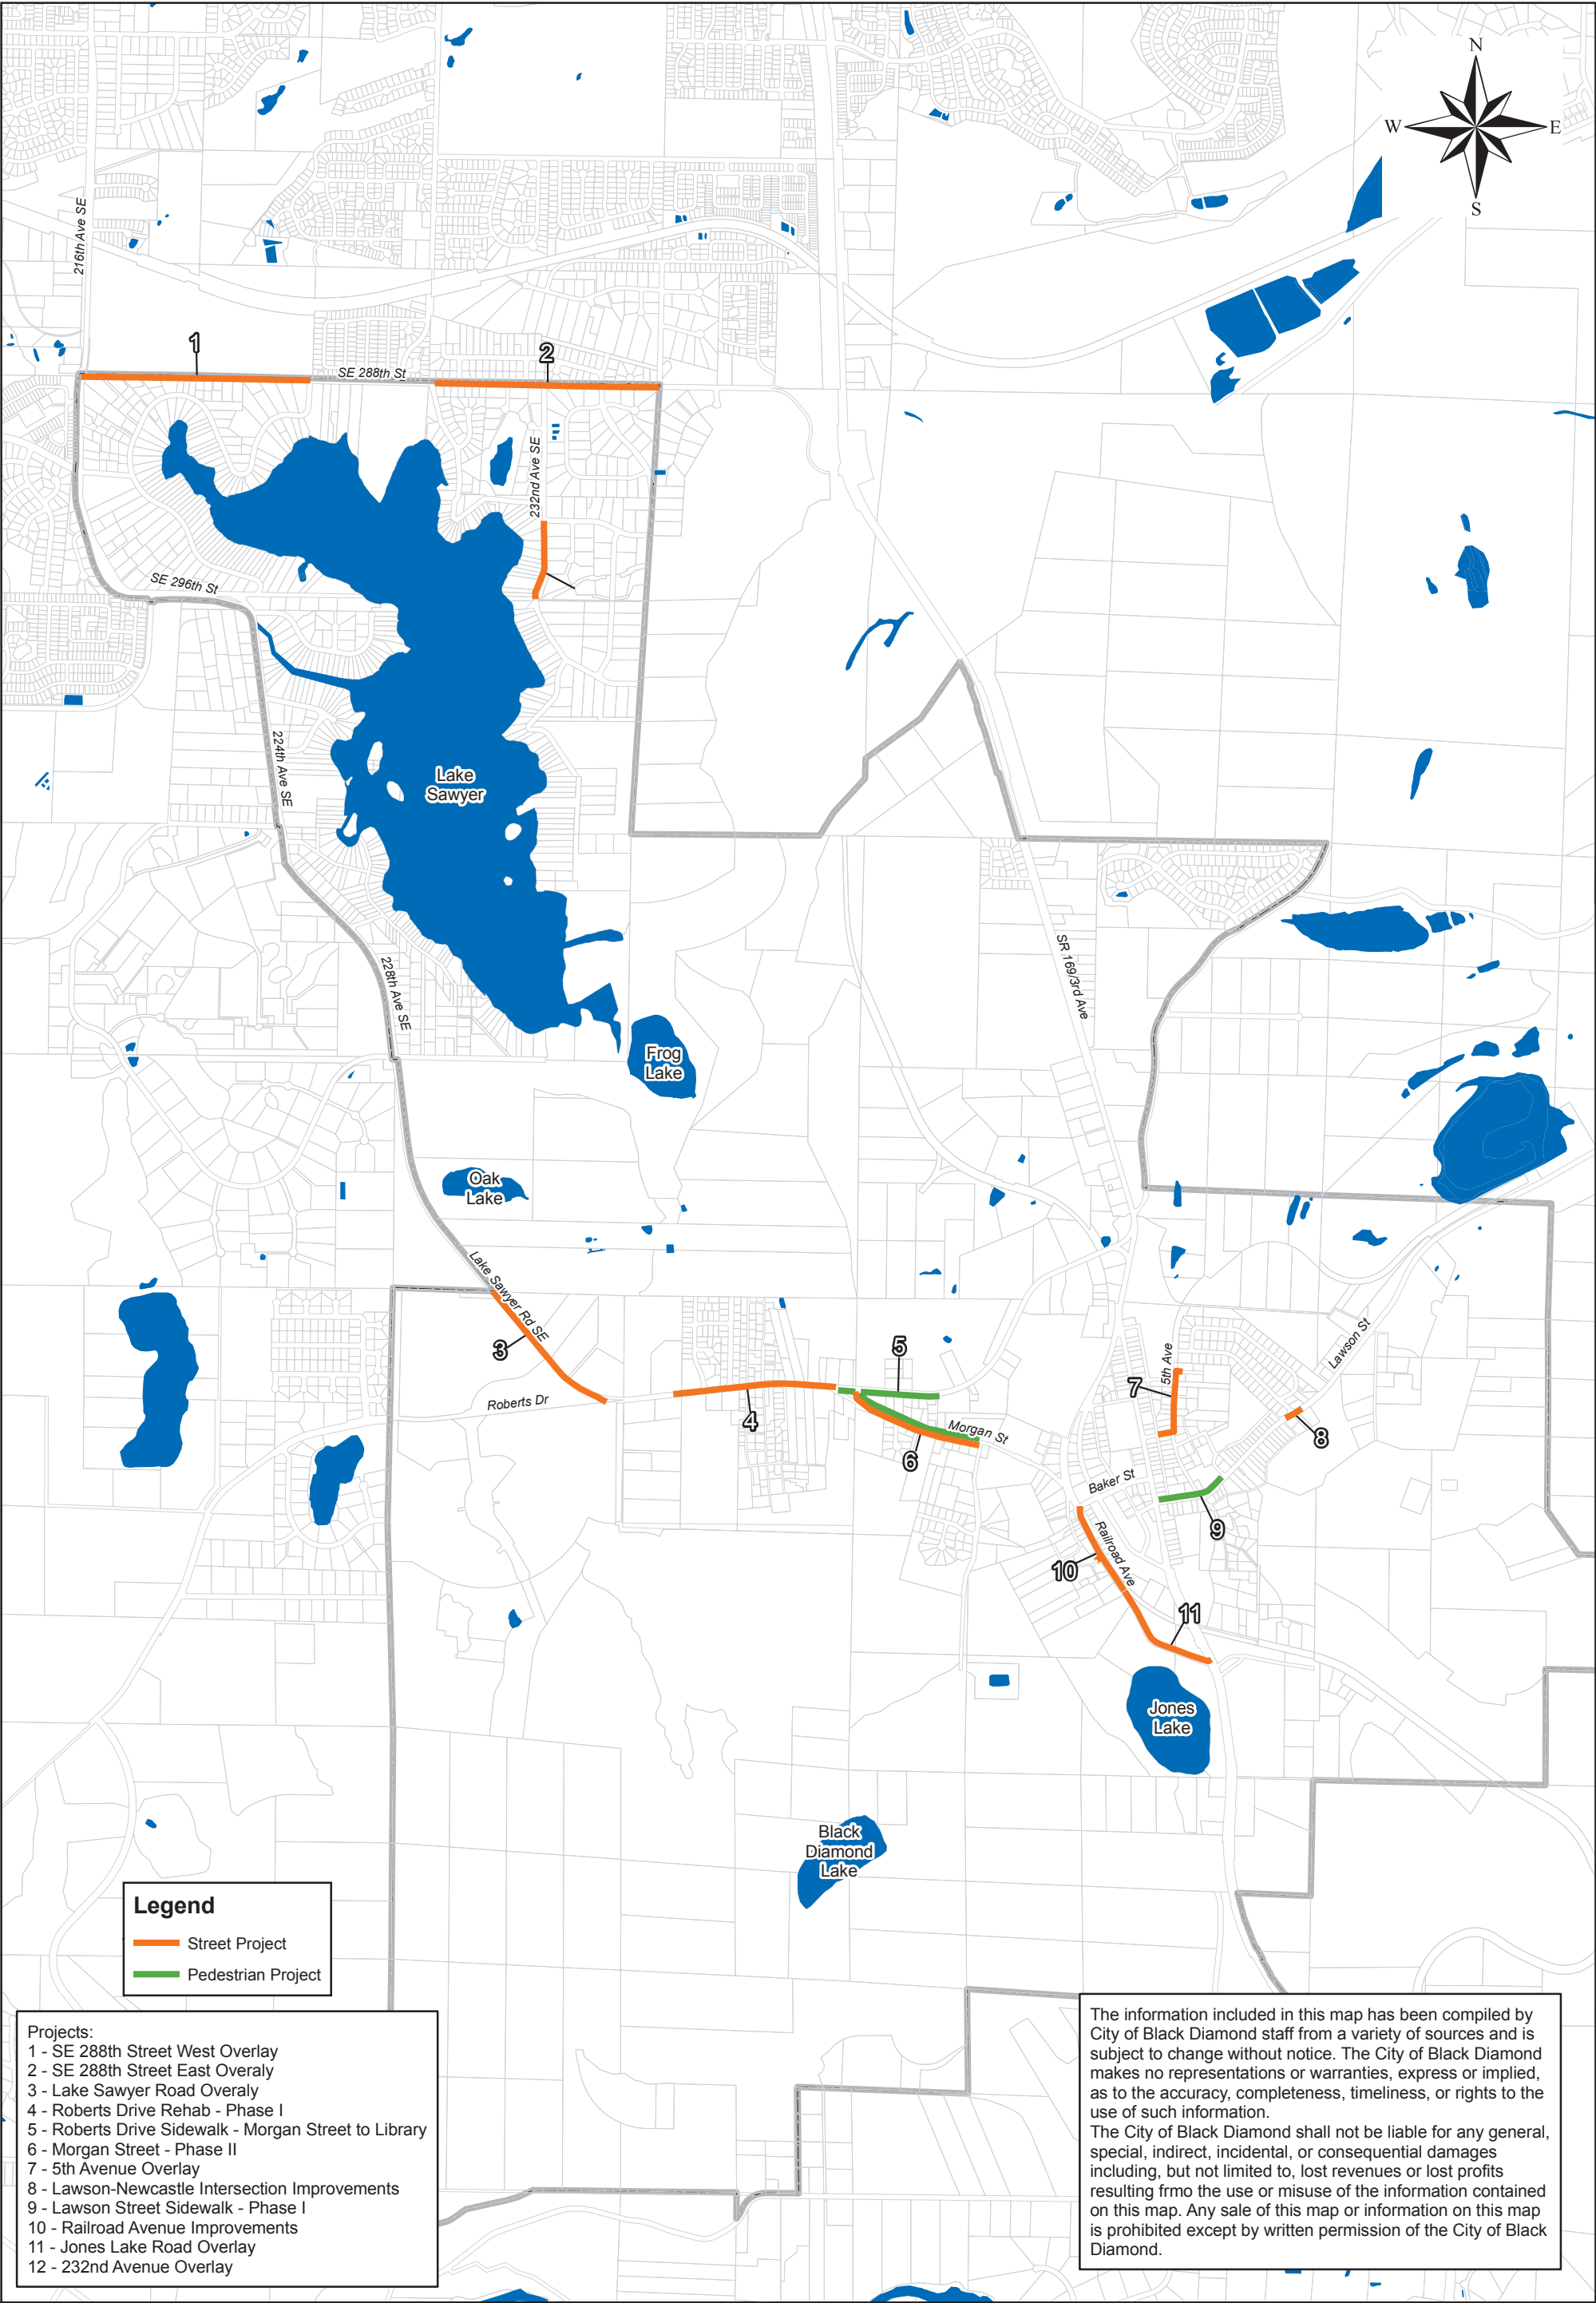 N
W
E
S
216th Ave SE
1
SE 288th St
2
232nd Ave SE
SE 296th St
224th Ave SE
Lake
Sawyer
228th Ave SE
SR 169/3rd Ave
Frog
Lake
Oak
Lake
Lake Sawyer Rd SE
3
Roberts Dr
4
5
6
Morgan St
7
5th Ave
Lawson St
8
Baker St
9
Railroad Ave
10
11
Jones
Lake
Black
Diamond
Lake
Legend
Street Project
Pedestrian Project
Projects:
1 - SE 288th Street West Overlay
2 - SE 288th Street East Overaly
3 - Lake Sawyer Road Overaly
4 - Roberts Drive Rehab - Phase I
5 - Roberts Drive Sidewalk - Morgan Street to Library
6 - Morgan Street - Phase II
7 - 5th Avenue Overlay
8 - Lawson-Newcastle Intersection Improvements
9 - Lawson Street Sidewalk - Phase I
10 - Railroad Avenue Improvements
11 - Jones Lake Road Overlay
12 - 232nd Avenue Overlay
The information included in this map has been compiled by
City of Black Diamond staff from a variety of sources and is
subject to change without notice. The City of Black Diamond
makes no representations or warranties, express or implied,
as to the accuracy, completeness, timeliness, or rights to the
use of such information.
The City of Black Diamond shall not be liable for any general,
special, indirect, incidental, or consequential damages
including, but not limited to, lost revenues or lost profits
resulting frmo the use or misuse of the information contained
on this map. Any sale of this map or information on this map
is prohibited except by written permission of the City of Black
Diamond.